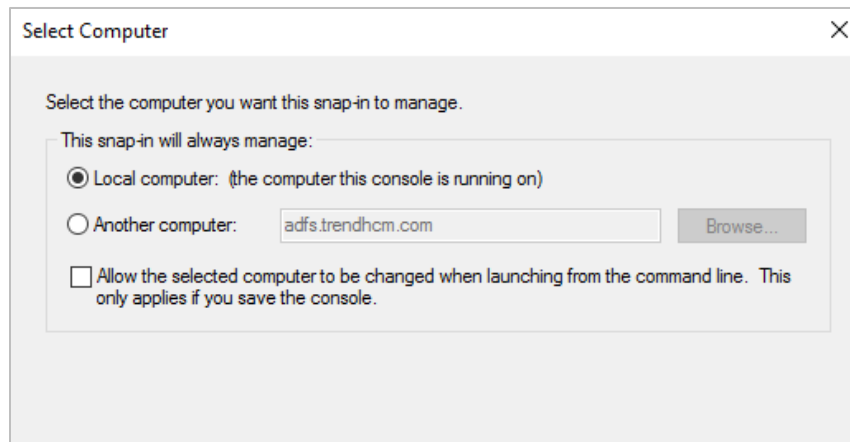 Select Computer
Select the computer you want this snap-in to manage.
This snap-in will always manage:
Local computer:  (the computer this console is running on)
Another computer:
adfs.trendhcm.com
Browse...
Allow the selected computer to be changed when launching from the command line.  This
only applies if you save the console.